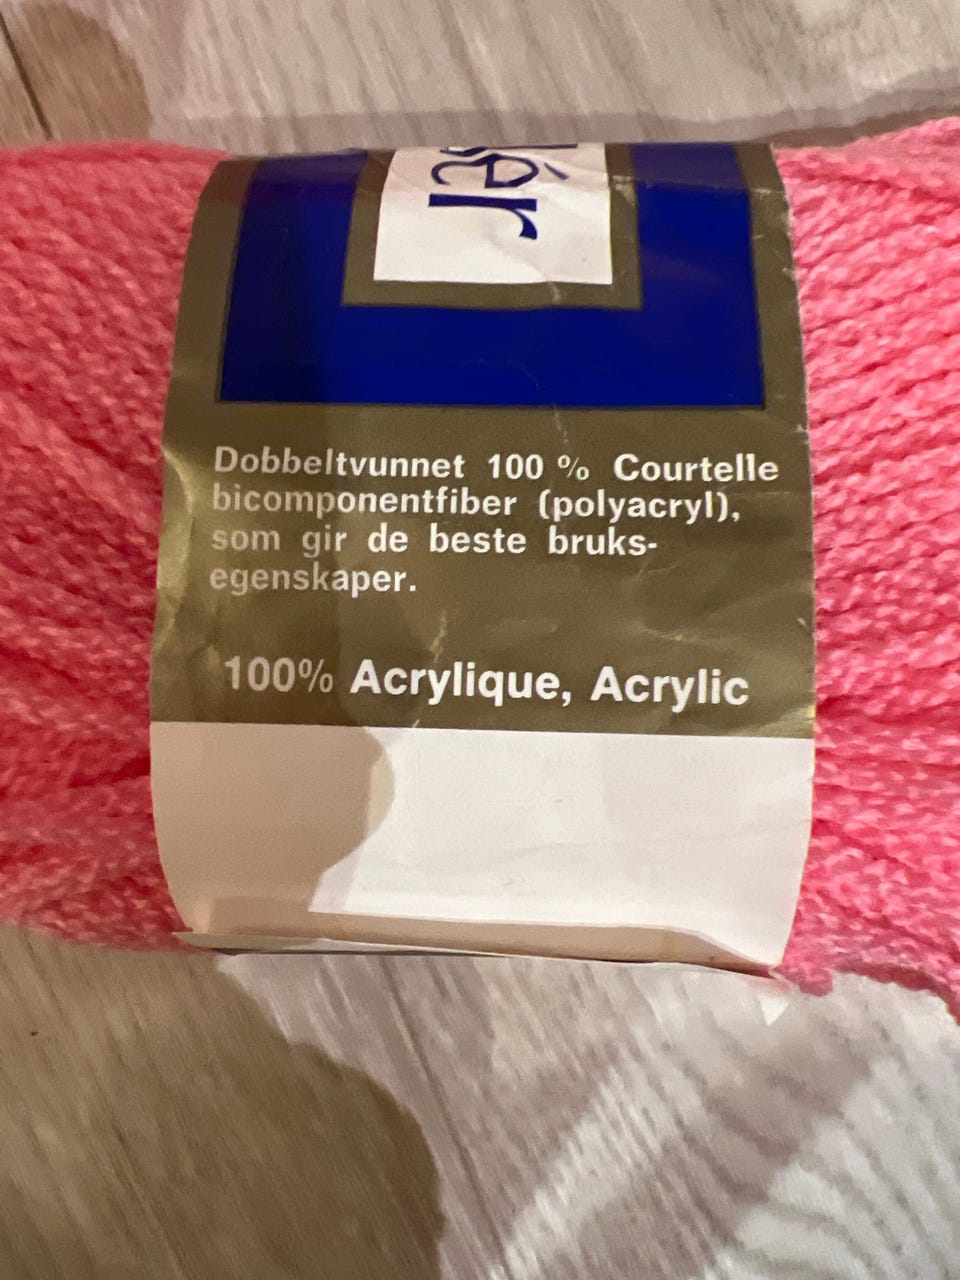 Dobbeltvunnet 100 % Courtelle
bicomponentfiber (polyacryl),
som gir de beste bruks-
egenskaper.
100% Acrylique, Acrylic